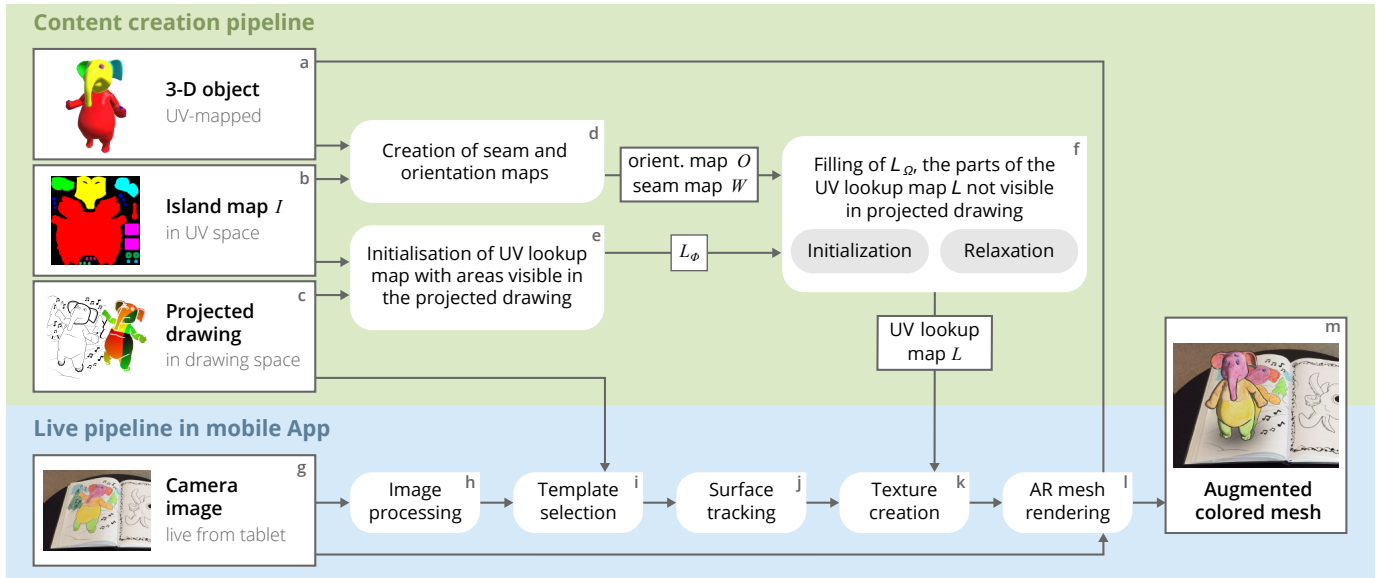 Content creation pipeline
a
3-D object
UV-mapped
b
Island map I
in UV space
c
Projected
drawing
in drawing space
d
Creation of seam and
orientation maps
e
Initialisation of UV lookup
map with areas visible in
the projected drawing
orient. map O
seam map W
L_Φ
f
Filling of L_Ω, the parts of the
UV lookup map L not visible
in projected drawing
Initialization
Relaxation
UV lookup
map L
Live pipeline in mobile App
g
Camera
image
live from tablet
h
Image
processing
i
Template
selection
j
Surface
tracking
k
Texture
creation
l
AR mesh
rendering
m
Augmented
colored mesh